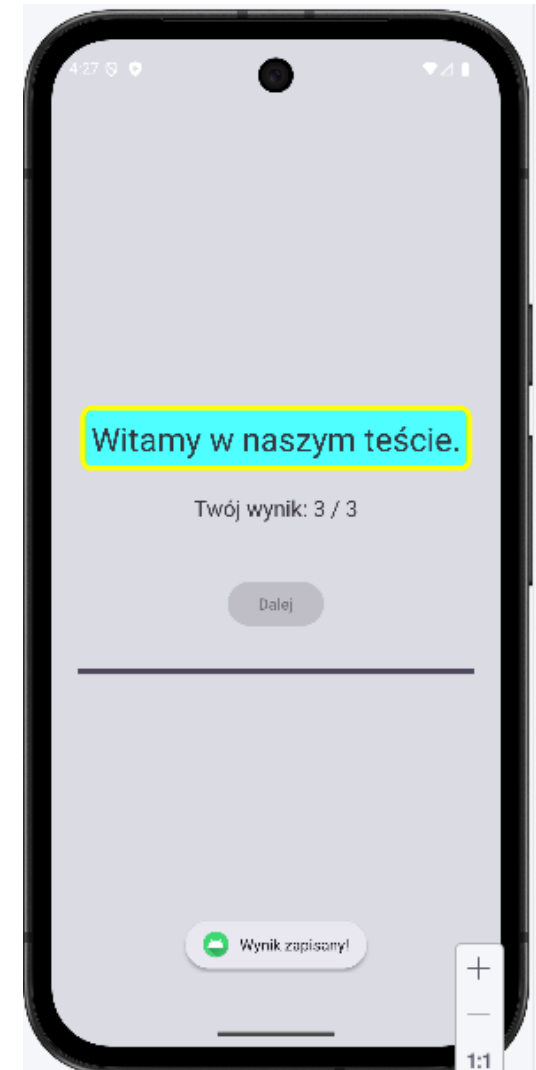 4:27
Witamy w naszym teście.
Twój wynik: 3 / 3
Dalej
Wynik zapisany!
+
—
1:1